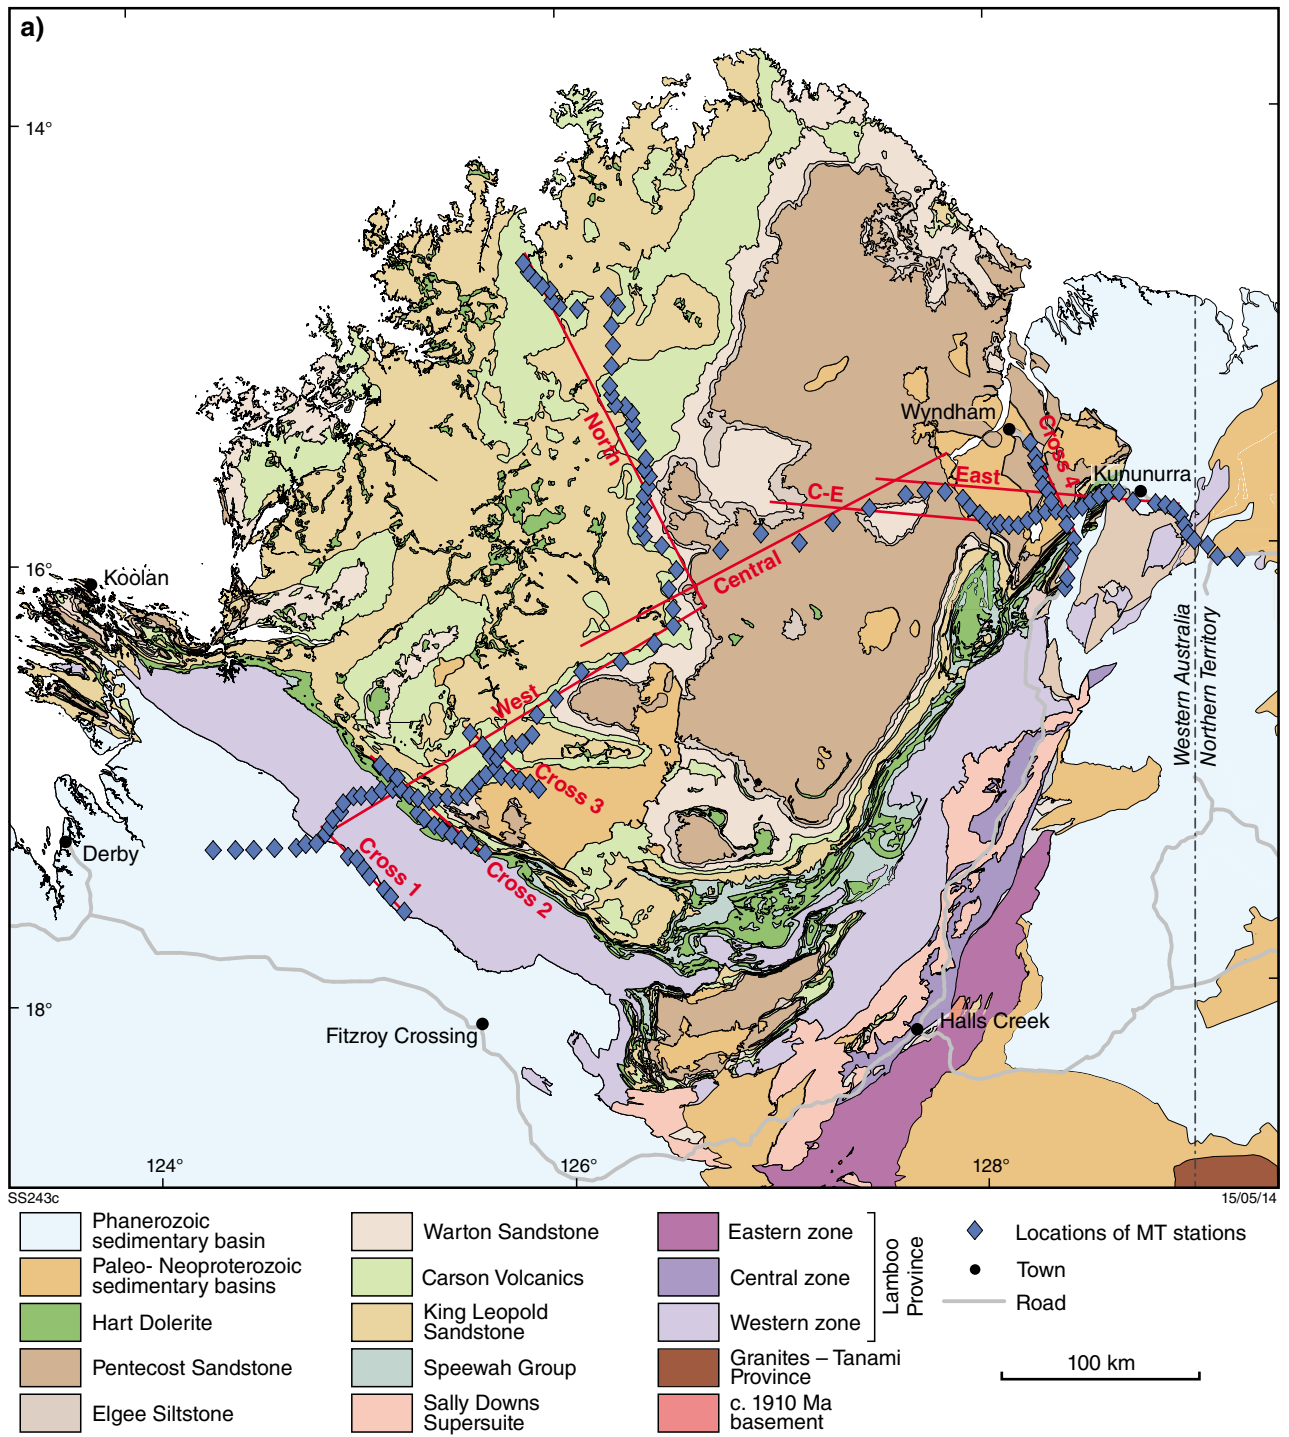 a)
14°
North
Wyndham
Cross 4
Kununurra
East
C-E
16°
Koolan
Central
Western Australia
Northern Territory
West
Cross 3
Derby
Cross 1
Cross 2
18°
Fitzroy Crossing
Halls Creek
124°
126°
128°
SS243c
15/05/14
Phanerozoic
sedimentary basin
Paleo- Neoproterozoic
sedimentary basins
Hart Dolerite
Pentecost Sandstone
Elgee Siltstone
Warton Sandstone
Carson Volcanics
King Leopold
Sandstone
Speewah Group
Sally Downs
Supersuite
Eastern zone
Central zone
Western zone
Lamboo
Province
Granites – Tanami
Province
c. 1910 Ma
basement
Locations of MT stations
Town
Road
100 km